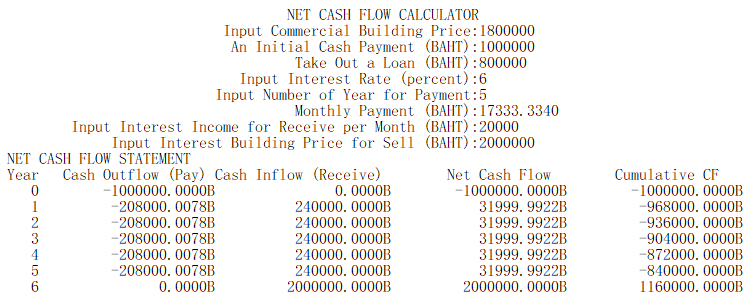 NET CASH FLOW CALCULATOR
Input Commercial Building Price:1800000
An Initial Cash Payment (BAHT):1000000
Take Out a Loan (BAHT):800000
Input Interest Rate (percent):6
Input Number of Year for Payment:5
Monthly Payment (BAHT):17333.3340
Input Interest Income for Receive per Month (BAHT):20000
Input Interest Building Price for Sell (BAHT):2000000
NET CASH FLOW STATEMENT
Year Cash Outflow (Pay) Cash Inflow (Receive) Net Cash Flow Cumulative CF
0 -1000000.0000B 0.0000B -1000000.0000B -1000000.0000B
1 -208000.0078B 240000.0000B 31999.9922B -968000.0000B
2 -208000.0078B 240000.0000B 31999.9922B -936000.0000B
3 -208000.0078B 240000.0000B 31999.9922B -904000.0000B
4 -208000.0078B 240000.0000B 31999.9922B -872000.0000B
5 -208000.0078B 240000.0000B 31999.9922B -840000.0000B
6 0.0000B 2000000.0000B 2000000.0000B 1160000.0000B